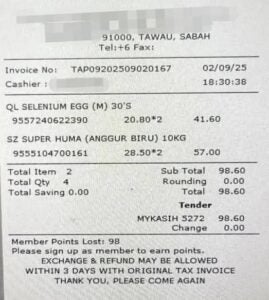 91000, TAWAU, SABAH
Tel:+6 Fax:
Invoice No: TAP09202509020167 02/09/25
Cashier : 18:30:38
QL SELENIUM EGG (M) 30'S
9557240622390 20.80*2 41.60
SZ SUPER HUMA (ANGGUR BIRU) 10KG
9555104700161 28.50*2 57.00
Total Item 2 Sub Total 98.60
Total Qty 4 Rounding 0.00
Total Saving 0.00 Total 98.60
Tender
MYKASIH 5272 98.60
Change 0.00
Member Points Lost: 98
Please sign up as member to earn points.
EXCHANGE & REFUND MAY BE ALLOWED
WITHIN 3 DAYS WITH ORIGINAL TAX INVOICE
THANK YOU, PLEASE COME AGAIN